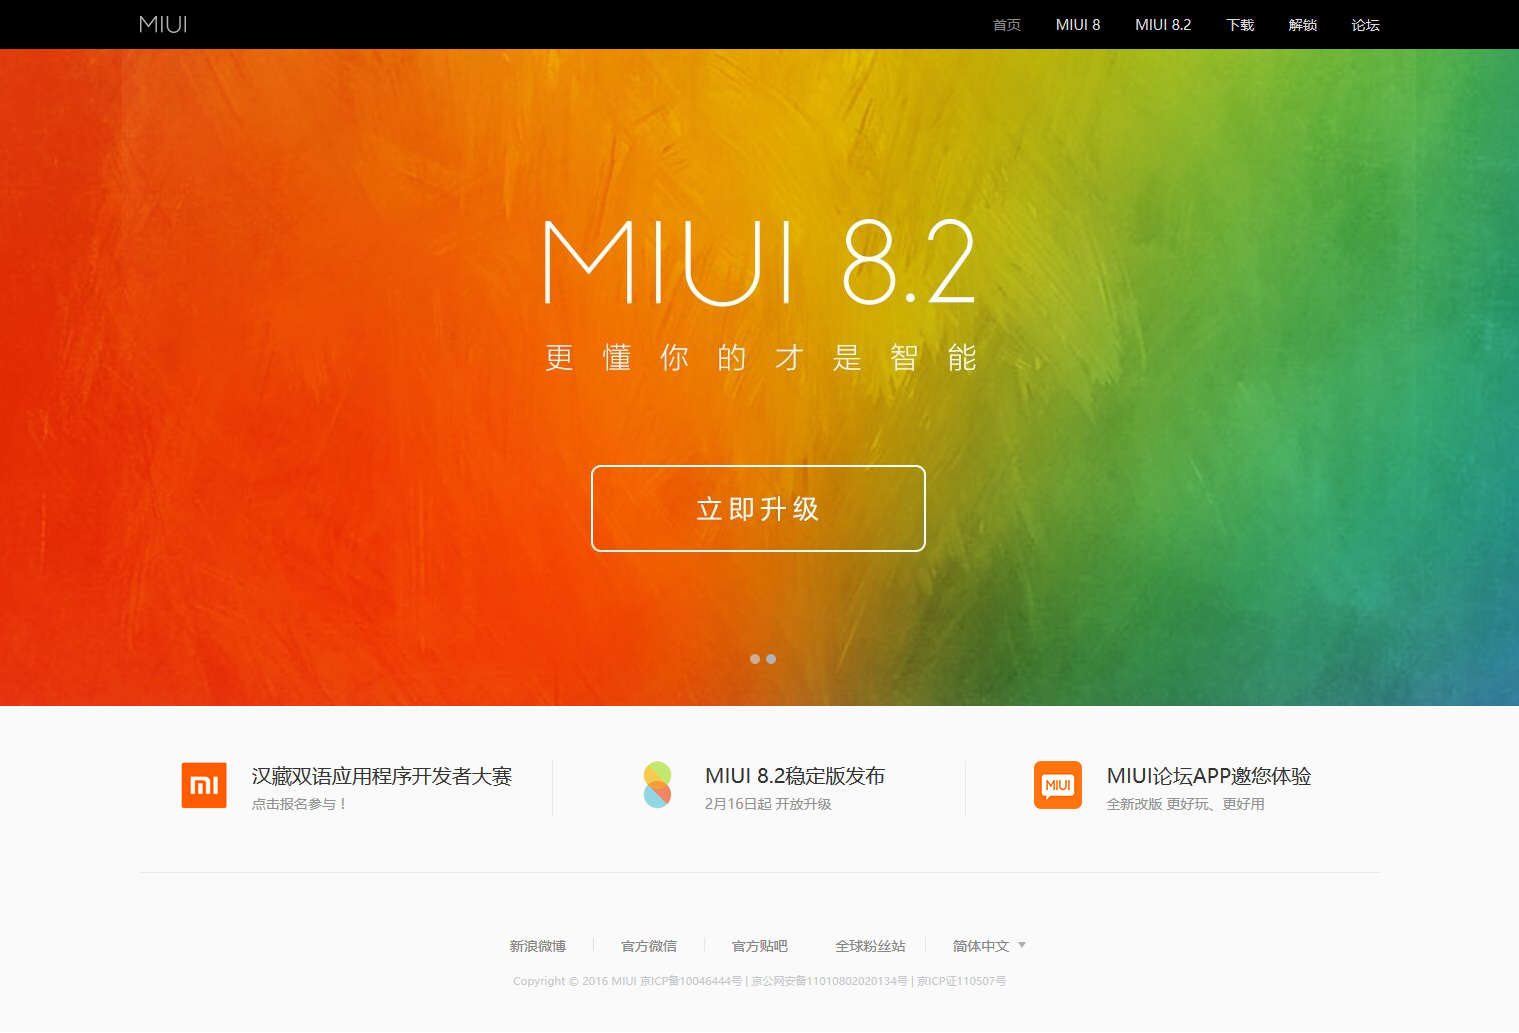 MIUI 首页 MIUI 8 MIUI 8.2 下载 解锁 论坛
MIUI 8.2
更懂你的才是智能
立即升级
mi
汉藏双语应用程序开发者大赛
点击报名参与！
MIUI 8.2稳定版发布
2月16日起 开放升级
MIUI
MIUI论坛APP邀您体验
全新改版 更好玩、更好用
新浪微博 官方微信 官方贴吧 全球粉丝站 简体中文
Copyright © 2016 MIUI 京ICP备10046444号 | 京公网安备11010802020134号 | 京ICP证110507号